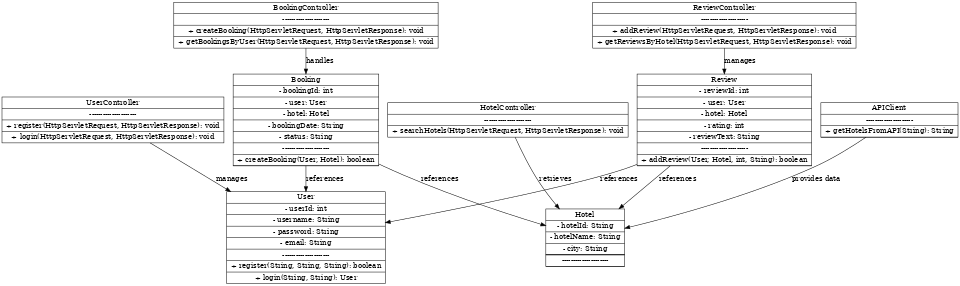 BookingController
--------------------
+ createBooking(HttpServletRequest, HttpServletResponse): void
+ getBookingsByUser(HttpServletRequest, HttpServletResponse): void
ReviewController
--------------------
+ addReview(HttpServletRequest, HttpServletResponse): void
+ getReviewsByHotel(HttpServletRequest, HttpServletResponse): void
handles
manages
UserController
--------------------
+ register(HttpServletRequest, HttpServletResponse): void
+ login(HttpServletRequest, HttpServletResponse): void
Booking
- bookingId: int
- user: User
- hotel: Hotel
- bookingDate: String
- status: String
--------------------
+ createBooking(User, Hotel): boolean
HotelController
--------------------
+ searchHotels(HttpServletRequest, HttpServletResponse): void
Review
- reviewId: int
- user: User
- hotel: Hotel
- rating: int
- reviewText: String
--------------------
+ addReview(User, Hotel, int, String): boolean
APIClient
--------------------
+ getHotelsFromAPI(String): String
manages
references
references
retrieves
references
references
provides data
User
- userId: int
- username: String
- password: String
- email: String
--------------------
+ register(String, String, String): boolean
+ login(String, String): User
Hotel
- hotelId: String
- hotelName: String
- city: String
--------------------